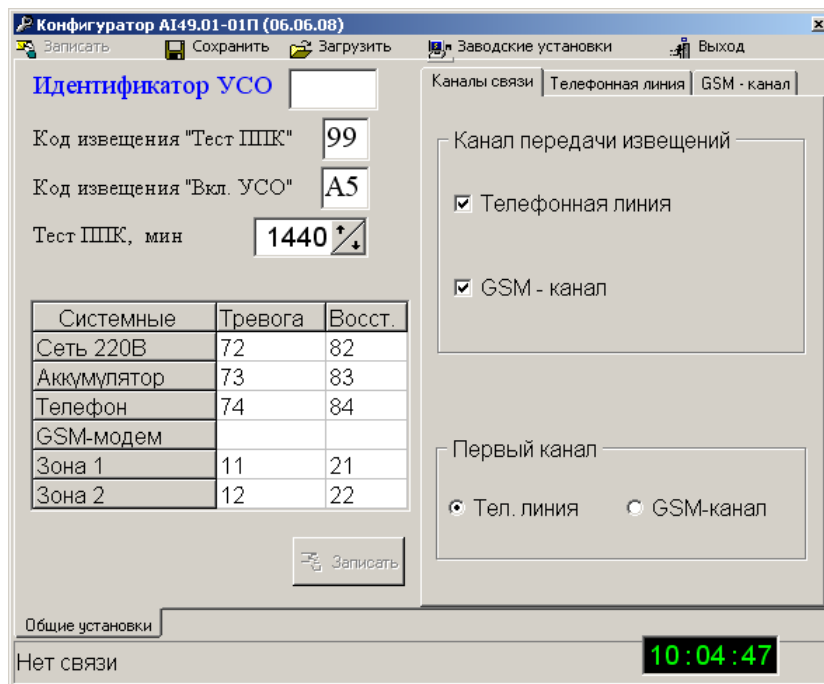 Конфигуратор AI49.01-01П (06.06.08)
Записать Сохранить Загрузить Заводские установки Выход
Идентификатор УСО
Код извещения "Тест ППК" 99
Код извещения "Вкл. УСО" A5
Тест ППК, мин 1440
Системные Тревога Восст.
Сеть 220В 72 82
Аккумулятор 73 83
Телефон 74 84
GSM-модем
Зона 1 11 21
Зона 2 12 22
Записать
Каналы связи Телефонная линия GSM - канал
Канал передачи извещений
Телефонная линия
GSM - канал
Первый канал
Тел. линия GSM-канал
Общие установки
Нет связи
10:04:47